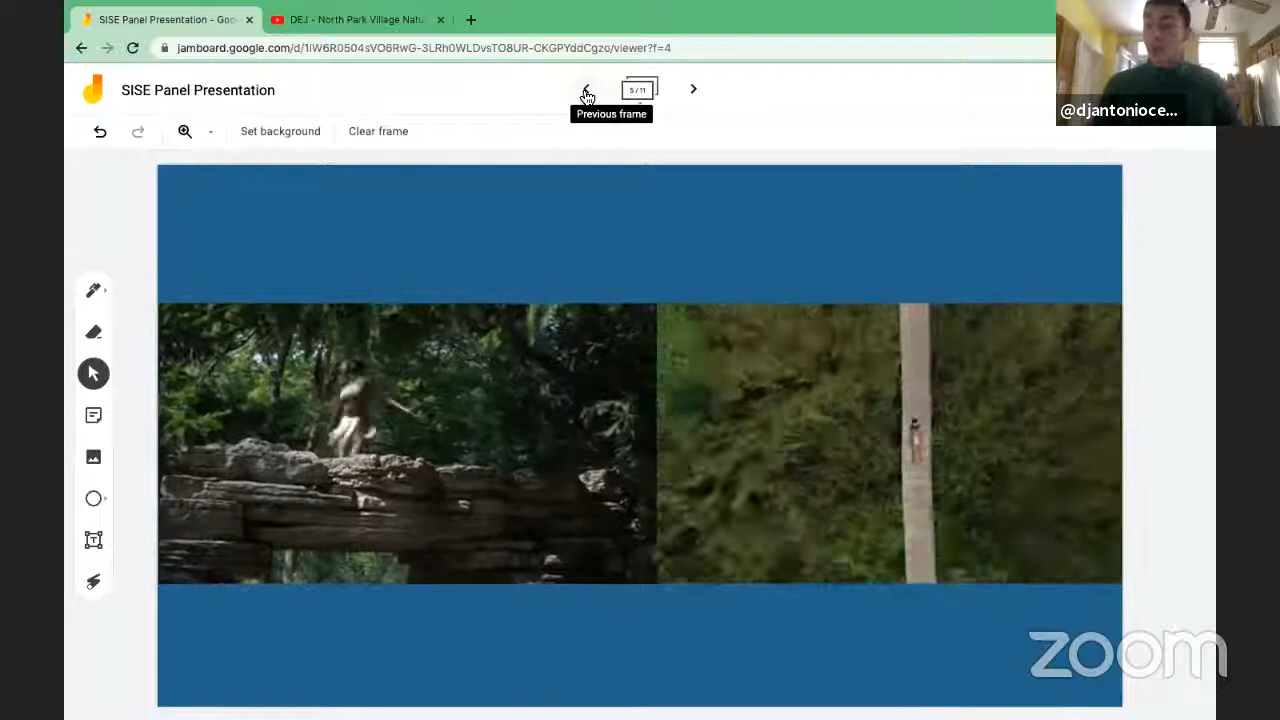 SISE Panel Presentation - Goo
DEJ - North Park Village Natu
jamboard.google.com/d/1IW6R0504sVO6RwG-3LRh0WLDvsTO8UR-CKGPYddCgzo/viewer?f=4
SISE Panel Presentation
5 / 11
Previous frame
@djantonioce...
Set background
Clear frame
zoom